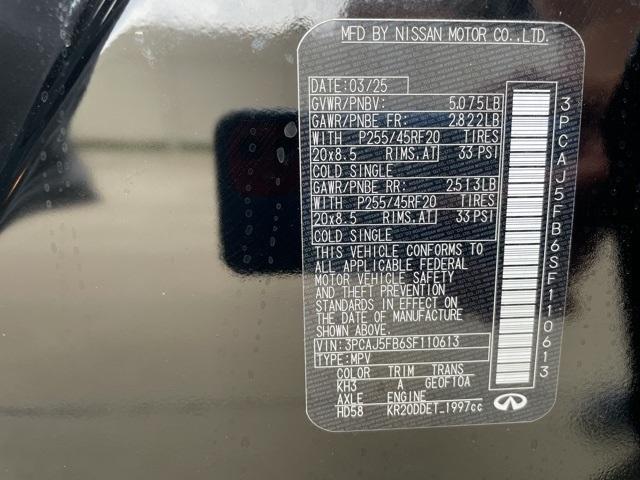 MFD BY NISSAN MOTOR CO.,LTD.
DATE:03/25
GVWR/PNBV: 5,075LB
GAWR/PNBE FR: 2,822LB
WITH P255/45RF20 TIRES
20x8.5 RIMS,AT 33 PSI
COLD SINGLE
GAWR/PNBE RR: 2,513LB
WITH P255/45RF20 TIRES
20x8.5 RIMS,AT 33 PSI
COLD SINGLE
THIS VEHICLE CONFORMS TO
ALL APPLICABLE FEDERAL
MOTOR VEHICLE SAFETY
AND THEFT PREVENTION
STANDARDS IN EFFECT ON
THE DATE OF MANUFACTURE
SHOWN ABOVE
VIN: 3PCAJ5FB6SF110613
TYPE: MPV
COLOR TRIM TRANS
KH3 A GE0F10A
AXLE ENGINE
HD58 KR20DDET_1997cc
3PCAJ5FB6SF110613